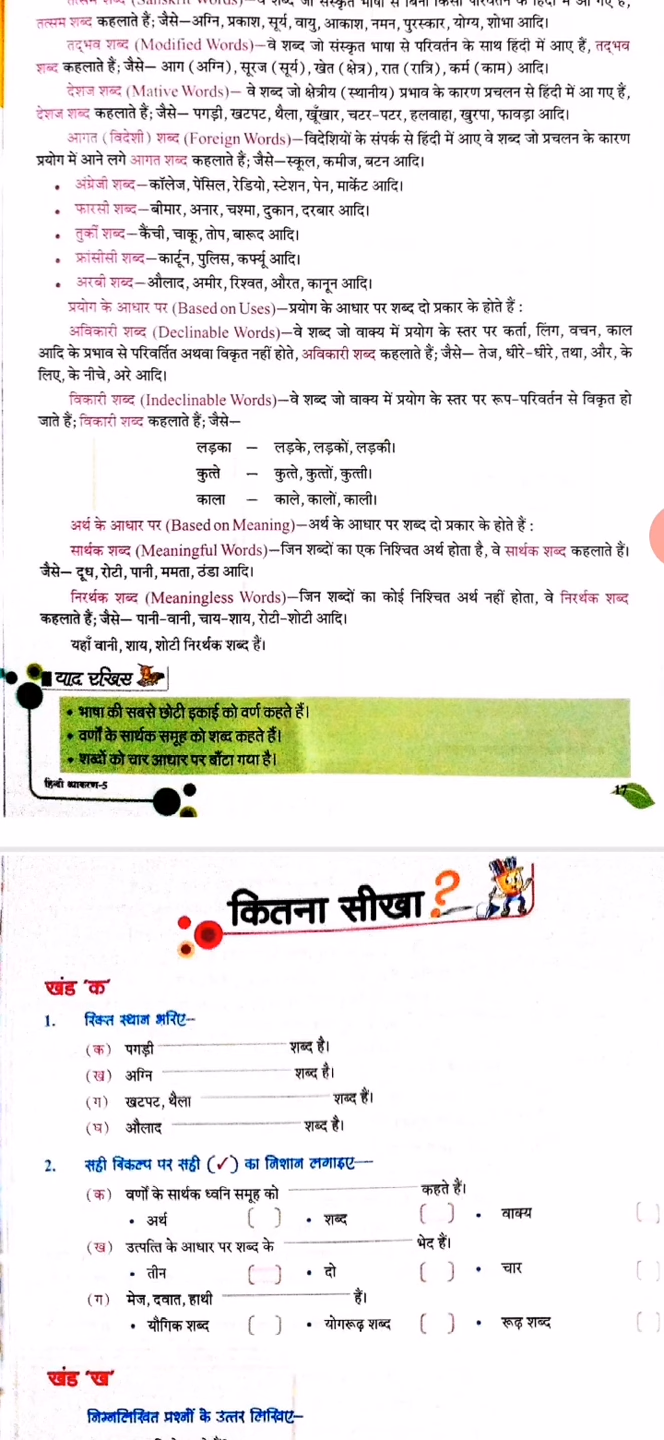 तत्सम शब्द कहलाते हैं; जैसे—अग्नि, प्रकाश, सूर्य, वायु, आकाश, नमन, पुरस्कार, योग्य, शोभा आदि।
तद्भव शब्द (Modified Words)—वे शब्द जो संस्कृत भाषा से परिवर्तन के साथ हिंदी में आए हैं, तद्भव
शब्द कहलाते हैं; जैसे— आग (अग्नि), सूरज (सूर्य), खेत (क्षेत्र), रात (रात्रि), कर्म (काम) आदि।
देशज शब्द (Mative Words)— वे शब्द जो क्षेत्रीय (स्थानीय) प्रभाव के कारण प्रचलन से हिंदी में आ गए हैं,
देशज शब्द कहलाते हैं; जैसे— पगड़ी, खटपट, थैला, खूँखार, चटर-पटर, हलवाहा, खुरपा, फावड़ा आदि।
आगत (विदेशी) शब्द (Foreign Words)—विदेशियों के संपर्क से हिंदी में आए वे शब्द जो प्रचलन के कारण
प्रयोग में आने लगे आगत शब्द कहलाते हैं; जैसे—स्कूल, कमीज, बटन आदि।
• अंग्रेजी शब्द—कॉलेज, पेंसिल, रेडियो, स्टेशन, पेन, मार्केट आदि।
• फारसी शब्द—बीमार, अनार, चश्मा, दुकान, दरबार आदि।
• तुर्की शब्द—कैंची, चाकू, तोप, बारूद आदि।
• फ्रांसीसी शब्द—कार्टून, पुलिस, कर्फ्यू आदि।
• अरबी शब्द—औलाद, अमीर, रिश्वत, औरत, कानून आदि।
प्रयोग के आधार पर (Based on Uses)—प्रयोग के आधार पर शब्द दो प्रकार के होते हैं :
अविकारी शब्द (Declinable Words)—वे शब्द जो वाक्य में प्रयोग के स्तर पर कर्ता, लिंग, वचन, काल
आदि के प्रभाव से परिवर्तित अथवा विकृत नहीं होते, अविकारी शब्द कहलाते हैं; जैसे— तेज, धीरे-धीरे, तथा, और, के
लिए, के नीचे, अरे आदि।
विकारी शब्द (Indeclinable Words)—वे शब्द जो वाक्य में प्रयोग के स्तर पर रूप-परिवर्तन से विकृत हो
जाते हैं; विकारी शब्द कहलाते हैं; जैसे—
लड़का — लड़के, लड़कों, लड़की।
कुत्ते — कुत्ते, कुत्तों, कुत्ती।
काला — काले, कालों, काली।
अर्थ के आधार पर (Based on Meaning)—अर्थ के आधार पर शब्द दो प्रकार के होते हैं :
सार्थक शब्द (Meaningful Words)—जिन शब्दों का एक निश्चित अर्थ होता है, वे सार्थक शब्द कहलाते हैं।
जैसे— दूध, रोटी, पानी, ममता, ठंडा आदि।
निरर्थक शब्द (Meaningless Words)—जिन शब्दों का कोई निश्चित अर्थ नहीं होता, वे निरर्थक शब्द
कहलाते हैं; जैसे— पानी-वानी, चाय-शाय, रोटी-शोटी आदि।
यहाँ वानी, शाय, शोटी निरर्थक शब्द हैं।
याद रखिए
• भाषा की सबसे छोटी इकाई को वर्ण कहते हैं।
• वर्णों के सार्थक समूह को शब्द कहते हैं।
• शब्दों को चार आधार पर बाँटा गया है।
हिन्दी व्याकरण-5
17
कितना सीखा ?
खंड 'क'
1. रिक्त स्थान भरिए—
(क) पगड़ी ____ शब्द है।
(ख) अग्नि ____ शब्द है।
(ग) खटपट, थैला ____ शब्द हैं।
(घ) औलाद ____ शब्द है।
2. सही विकल्प पर सही (✓) का निशान लगाइए—
(क) वर्णों के सार्थक ध्वनि समूह को ____ कहते हैं।
• अर्थ [ ] • शब्द [ ] • वाक्य [ ]
(ख) उत्पत्ति के आधार पर शब्द के ____ भेद हैं।
• तीन [ ] • दो [ ] • चार [ ]
(ग) मेज, दवात, हाथी ____ हैं।
• यौगिक शब्द [ ] • योगरूढ़ शब्द [ ] • रूढ़ शब्द [ ]
खंड 'ख'
निम्नलिखित प्रश्नों के उत्तर लिखिए—